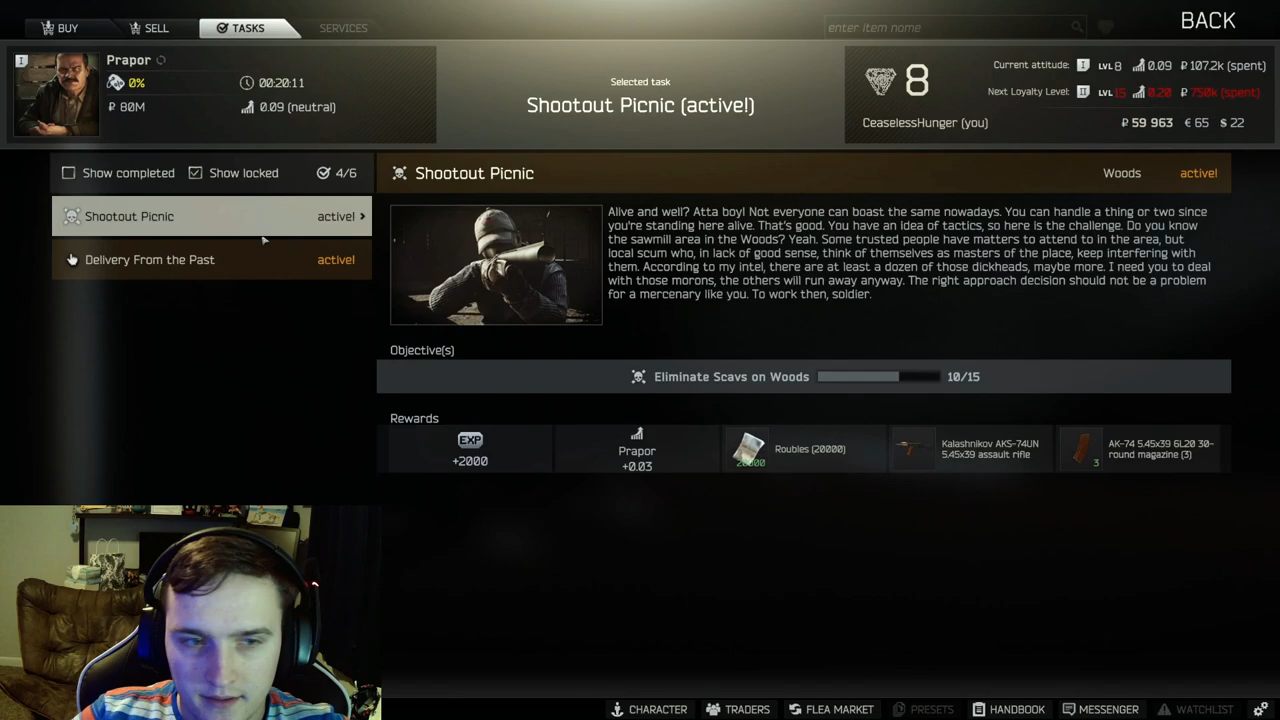 BUY
SELL
TASKS
SERVICES
enter item name
BACK
I
Prapor
0%
00:20:11
₽ 80M
0.09 (neutral)
Selected task
Shootout Picnic (active!)
8
CeaselessHunger (you)
Current attitude: I LVL 8 0.09 ₽ 107.2k (spent)
Next Loyalty Level: II LVL 15 0.20 ₽ 750k (spent)
₽ 59 963 € 65 $ 22
Show completed
Show locked
4/6
Shootout Picnic
active!
Delivery From the Past
active!
Shootout Picnic
Woods
active!
Alive and well? Atta boy! Not everyone can boast the same nowadays. You can handle a thing or two since
you're standing here alive. That's good. You have an idea of tactics, so here is the challenge. Do you know
the sawmill area in the Woods? Yeah. Some trusted people have matters to attend to in the area, but
local scum who, in lack of good sense, think of themselves as masters of the place, keep interfering with
them. According to my intel, there are at least a dozen of those dickheads, maybe more. I need you to deal
with those morons, the others will run away anyway. The right approach decision should not be a problem
for a mercenary like you. To work then, soldier.
Objective(s)
Eliminate Scavs on Woods
10/15
Rewards
EXP
+2000
Prapor
+0.03
20000
Roubles (20000)
Kalashnikov AKS-74UN
5.45x39 assault rifle
3
AK-74 5.45x39 6L20 30-
round magazine (3)
CHARACTER
TRADERS
FLEA MARKET
PRESETS
HANDBOOK
MESSENGER
WATCHLIST